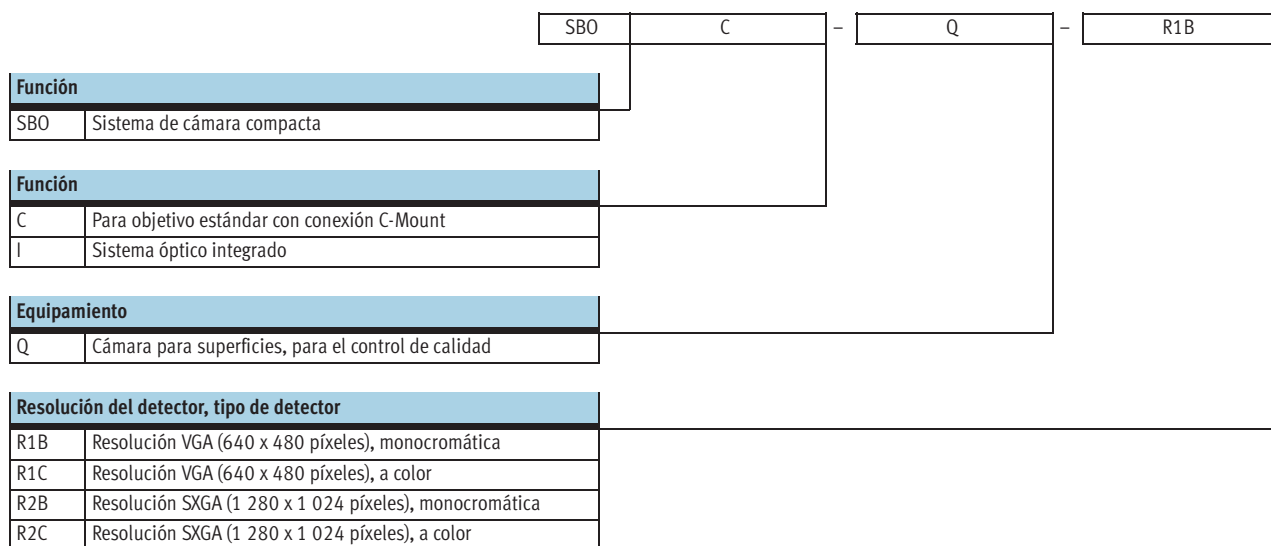 SBO C – Q – R1B
Función
SBO Sistema de cámara compacta
Función
C Para objetivo estándar con conexión C-Mount
I Sistema óptico integrado
Equipamiento
Q Cámara para superficies, para el control de calidad
Resolución del detector, tipo de detector
R1B Resolución VGA (640 x 480 píxeles), monocromática
R1C Resolución VGA (640 x 480 píxeles), a color
R2B Resolución SXGA (1 280 x 1 024 píxeles), monocromática
R2C Resolución SXGA (1 280 x 1 024 píxeles), a color